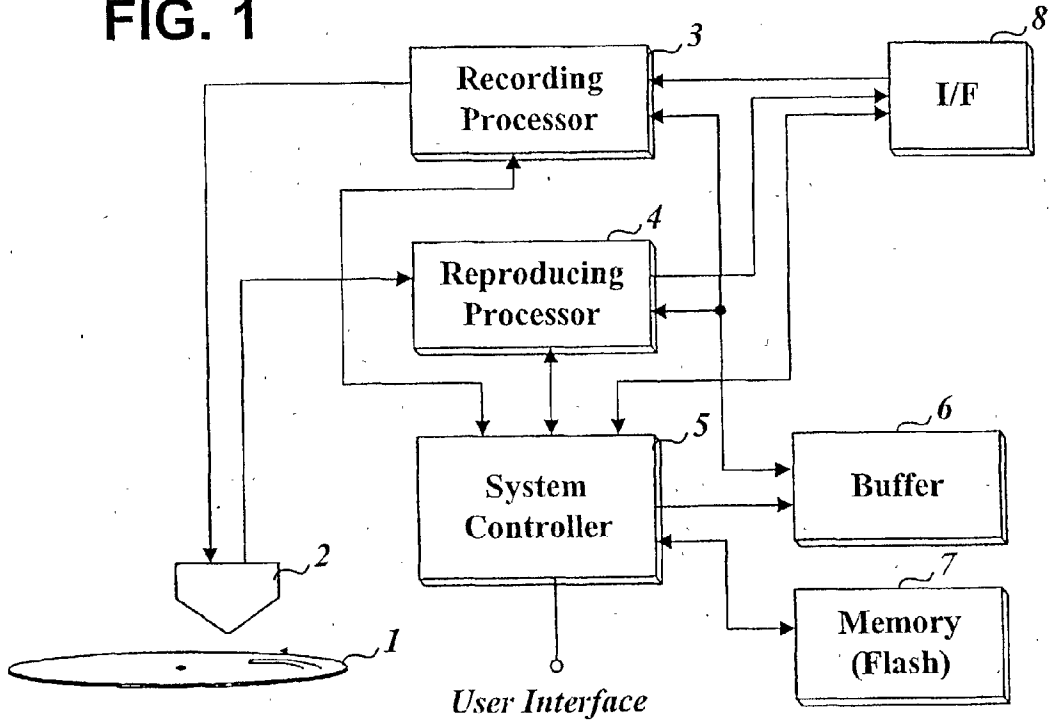 FIG. 1
3
Recording
Processor
8
I/F
4
Reproducing
Processor
5
System
Controller
6
Buffer
7
Memory
(Flash)
2
1
User Interface